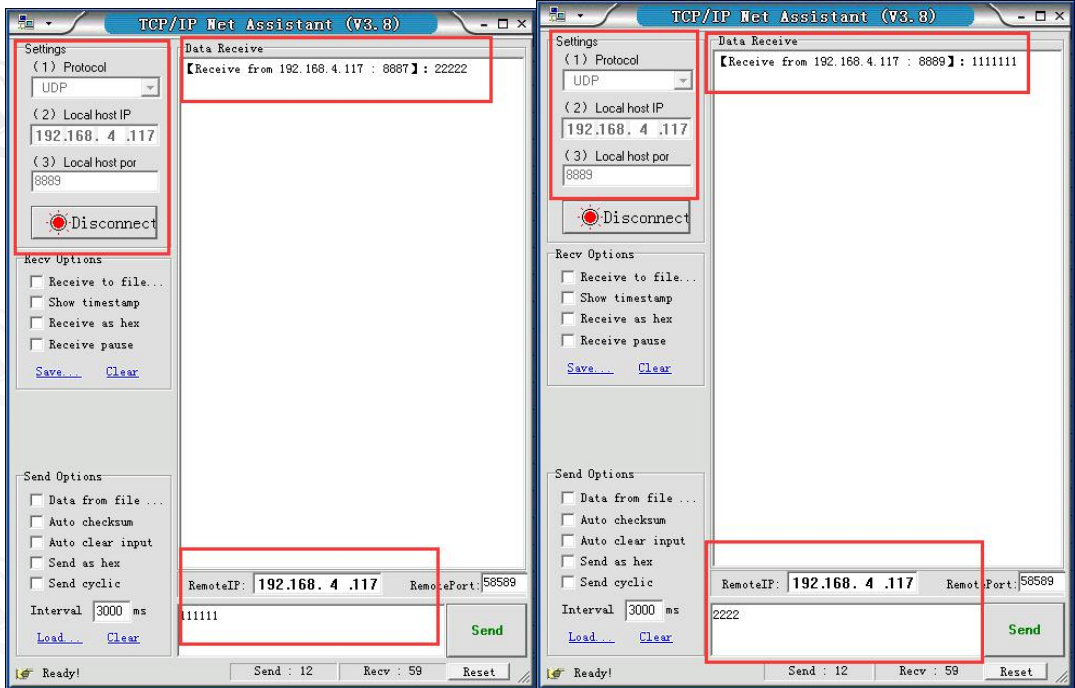 TCP/IP Net Assistant (V3.8)
Settings
(1) Protocol
UDP
(2) Local host IP
192.168. 4 .117
(3) Local host por
8889
Disconnect
Recv Options
Receive to file...
Show timestamp
Receive as hex
Receive pause
Save... Clear
Send Options
Data from file ...
Auto checksum
Auto clear input
Send as hex
Send cyclic
Interval 3000 ms
Load... Clear
Ready!
Data Receive
【Receive from 192.168.4.117 : 8887】: 22222
RemoteIP: 192.168. 4 .117 RemotePort: 58589
111111
Send
Send : 12 Recv : 59 Reset
TCP/IP Net Assistant (V3.8)
Settings
(1) Protocol
UDP
(2) Local host IP
192.168. 4 .117
(3) Local host por
8889
Disconnect
Recv Options
Receive to file...
Show timestamp
Receive as hex
Receive pause
Save... Clear
Send Options
Data from file ...
Auto checksum
Auto clear input
Send as hex
Send cyclic
Interval 3000 ms
Load... Clear
Ready!
Data Receive
【Receive from 192.168.4.117 : 8889】: 1111111
RemoteIP: 192.168. 4 .117 RemotePort: 58589
2222
Send
Send : 12 Recv : 59 Reset